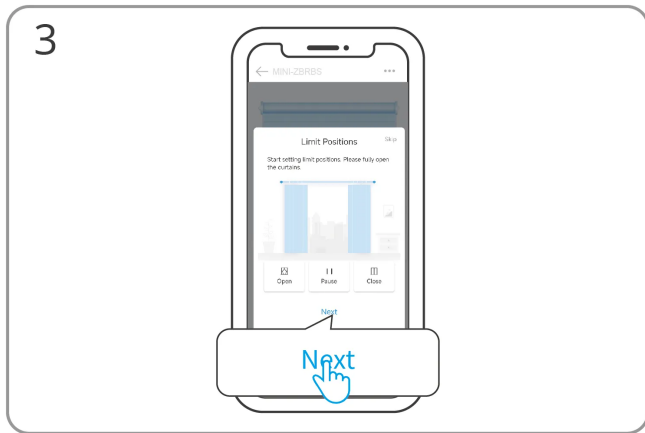 3
MINI-ZBRBS
Limit Positions
Skip
Start setting limit positions. Please fully open
the curtains.
Open
Pause
Close
Next
Next